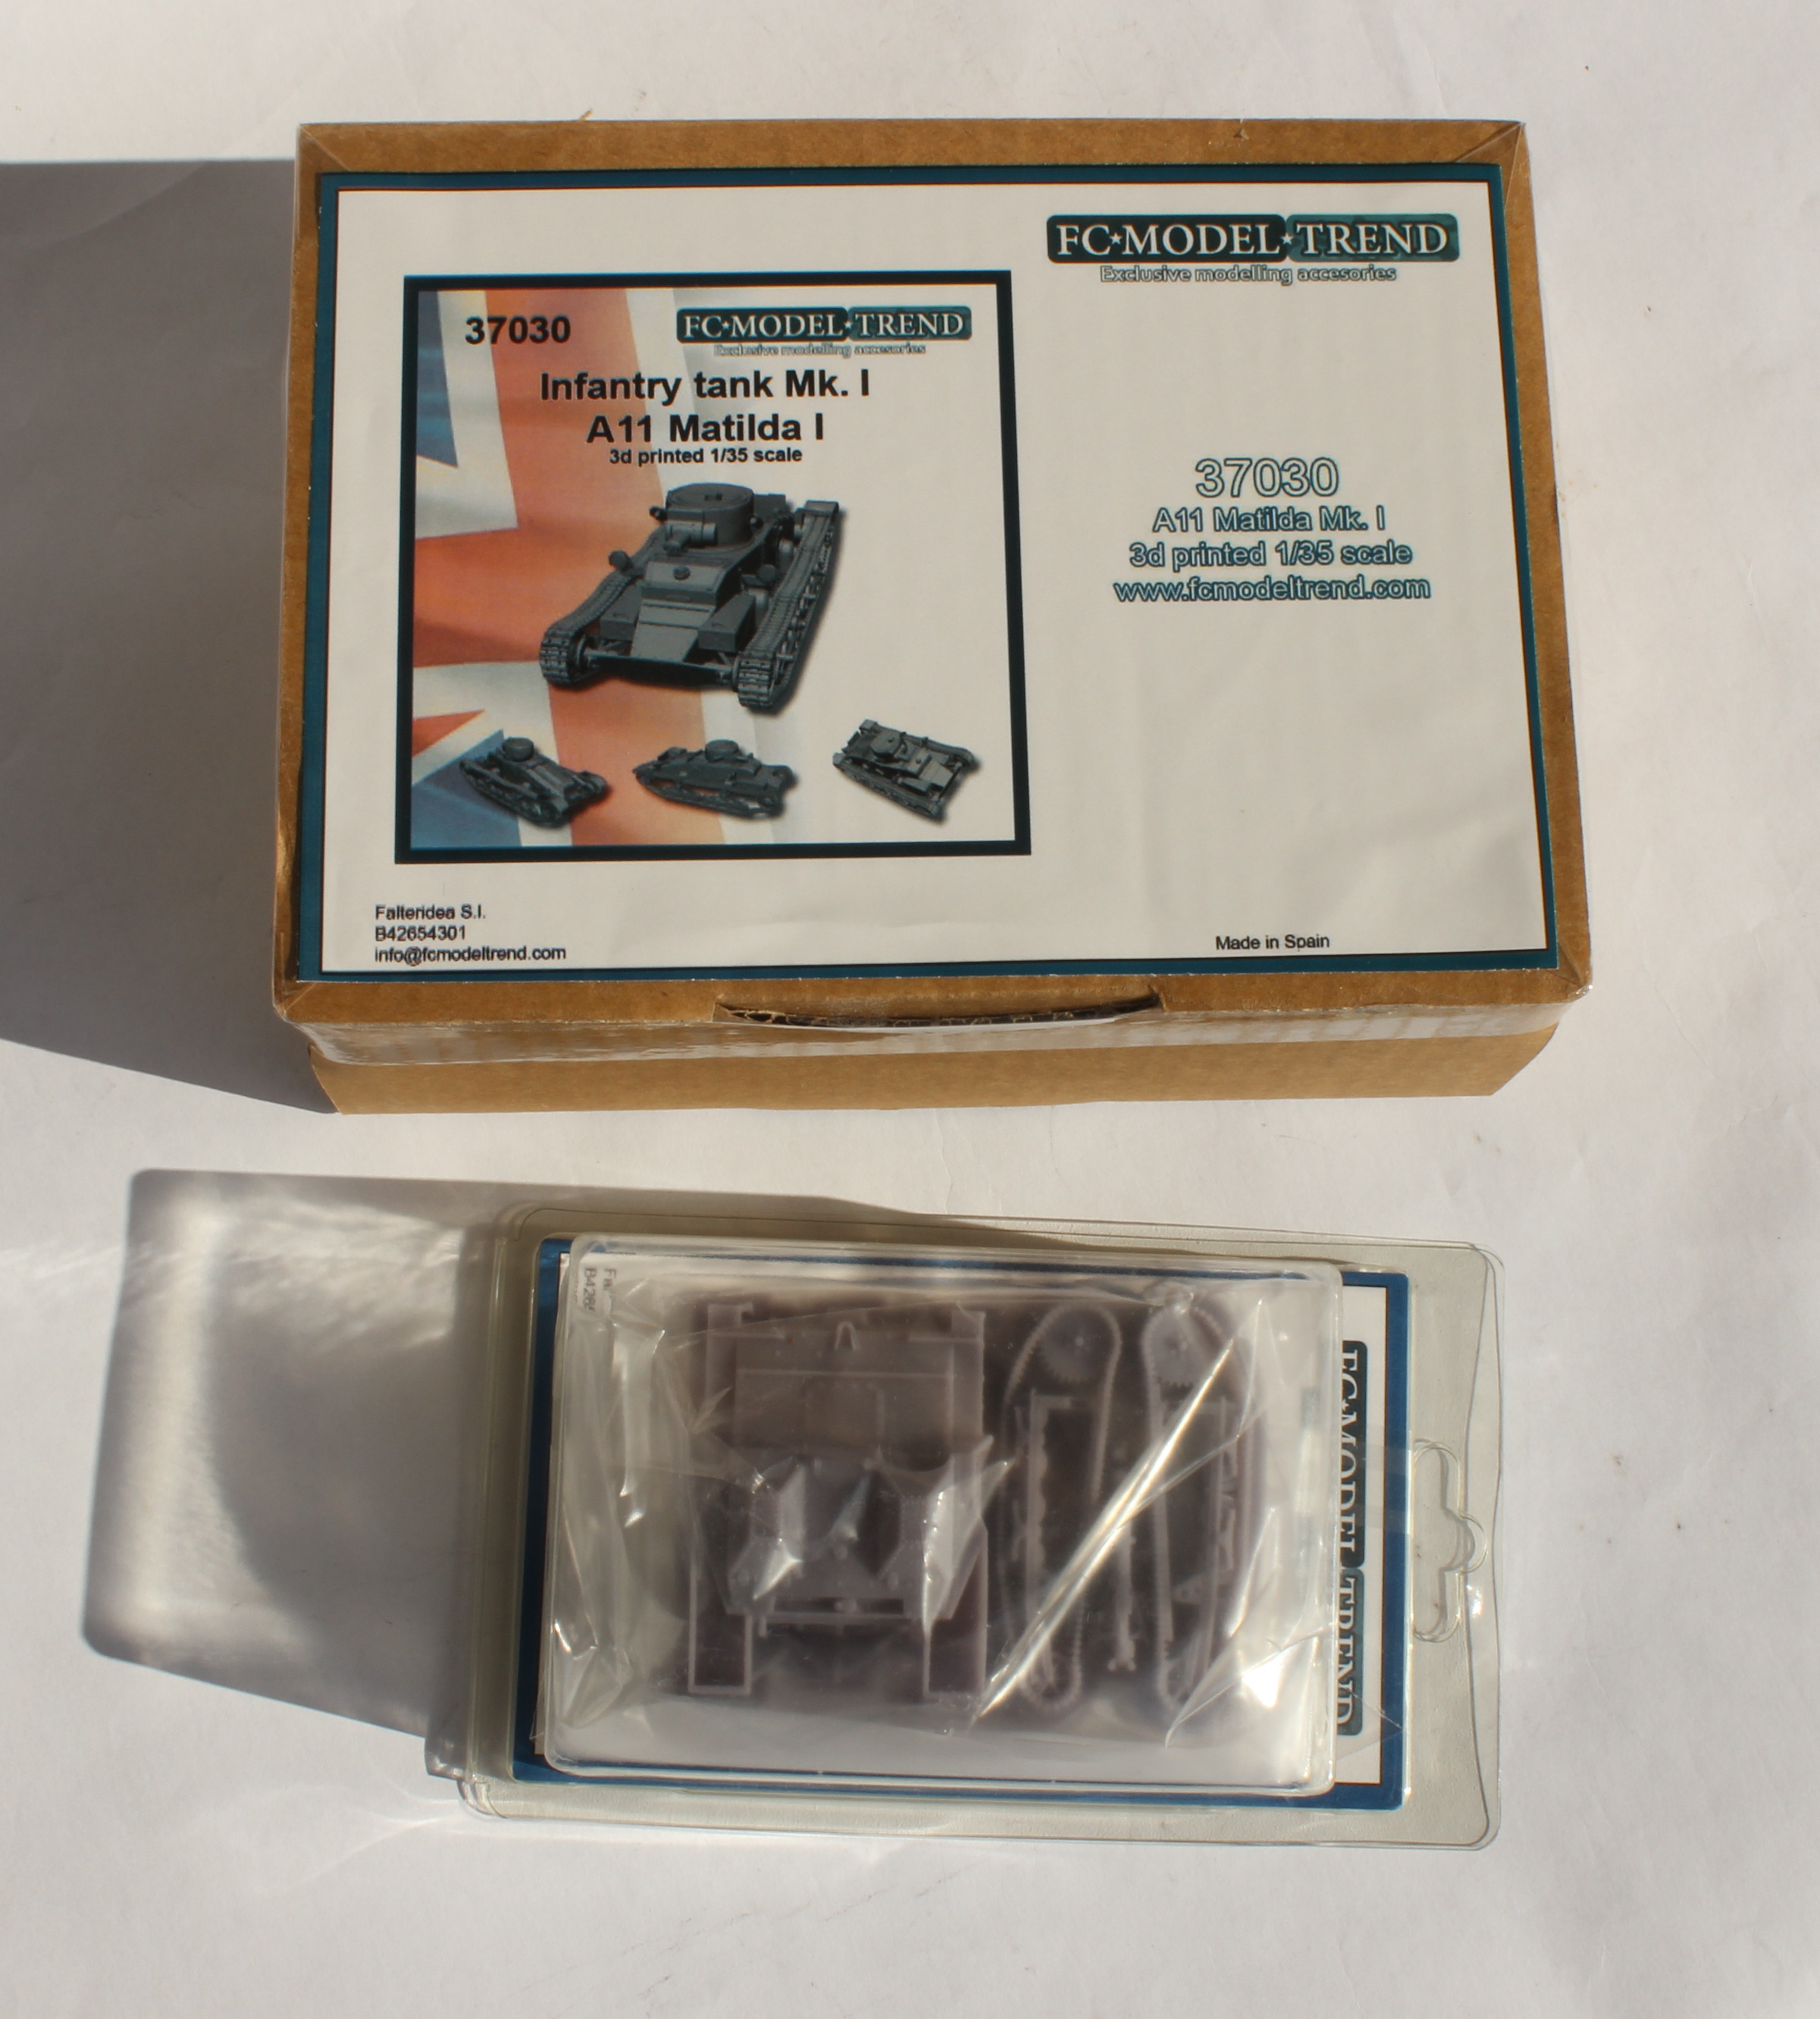 FC★MODEL★TREND
Exclusive modelling accesories
37030
FC★MODEL★TREND
Exclusive modelling accesories
Infantry tank Mk. I
A11 Matilda I
3d printed 1/35 scale
37030
A11 Matilda Mk. I
3d printed 1/35 scale
www.fcmodeltrend.com
Falteridea S.l.
B42654301
info@fcmodeltrend.com
Made in Spain
FC★MODEL★TREND